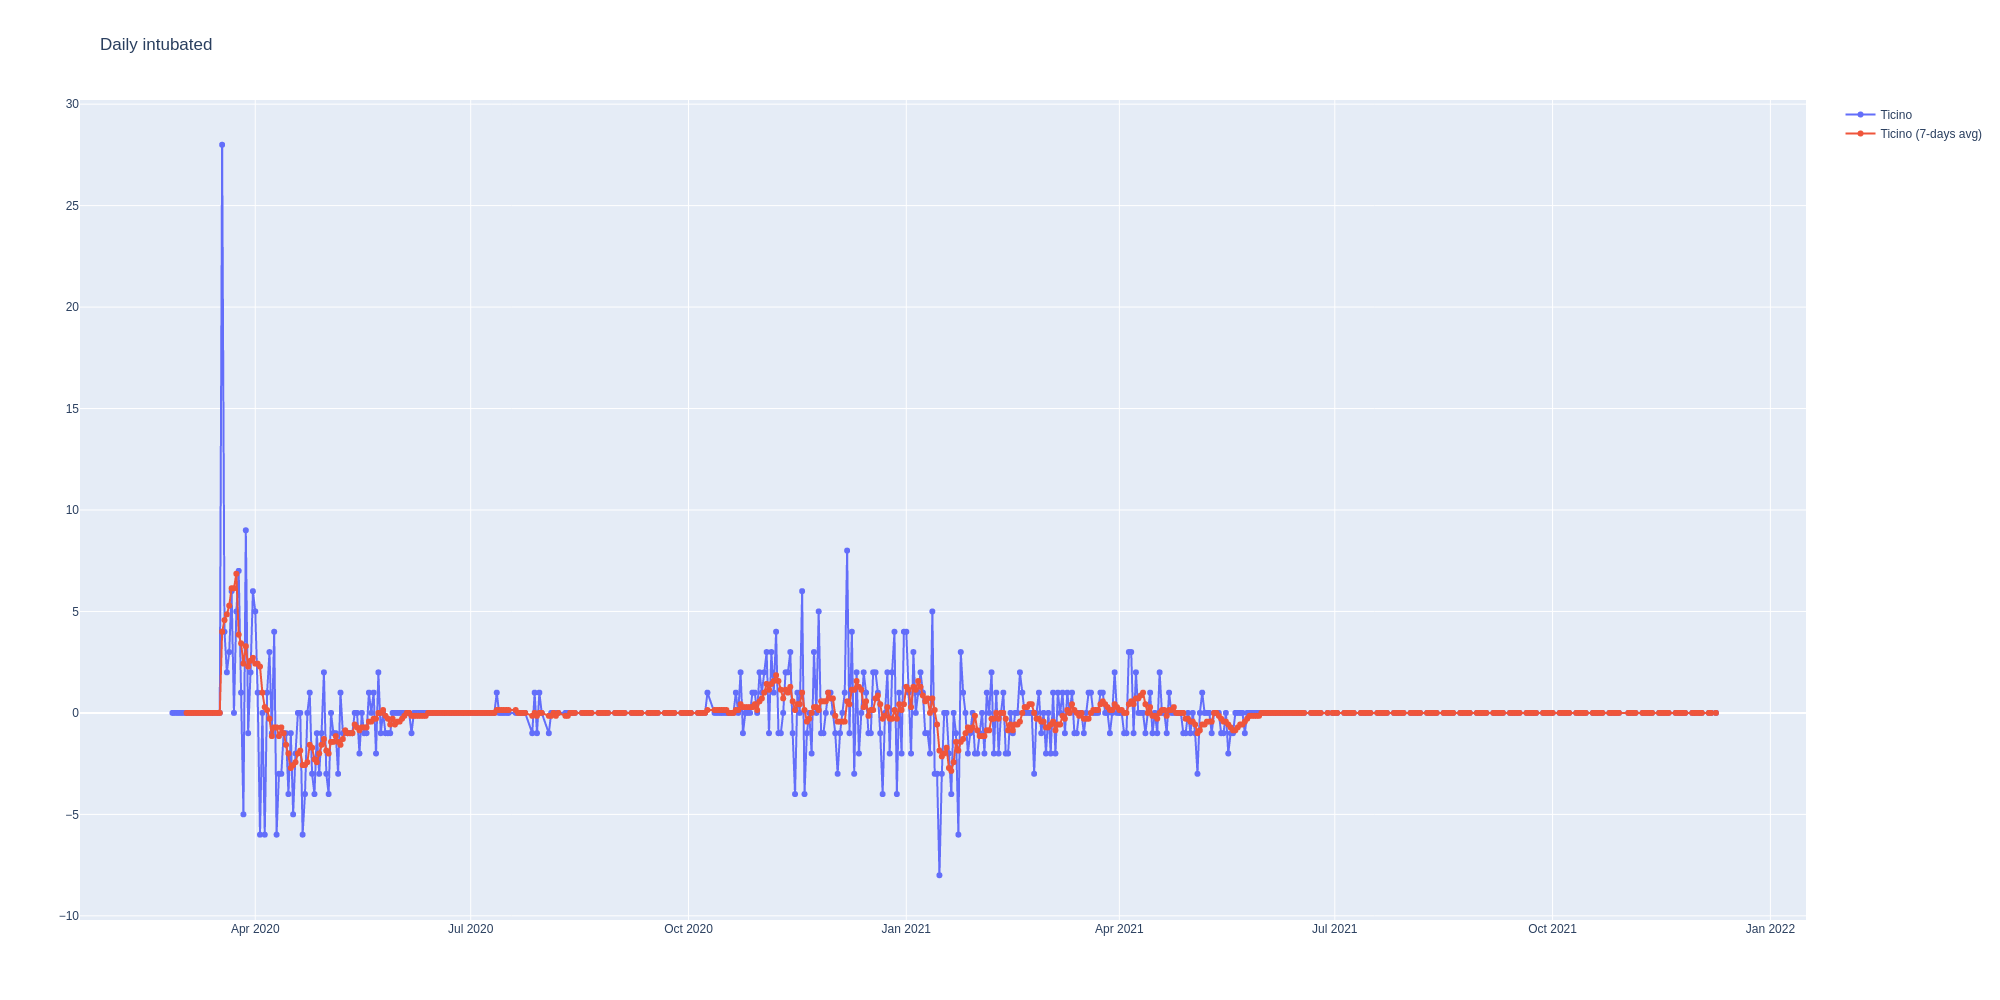 Daily intubated
30
25
20
15
10
5
0
−5
−10
Apr 2020
Jul 2020
Oct 2020
Jan 2021
Apr 2021
Jul 2021
Oct 2021
Jan 2022
Ticino
Ticino (7-days avg)